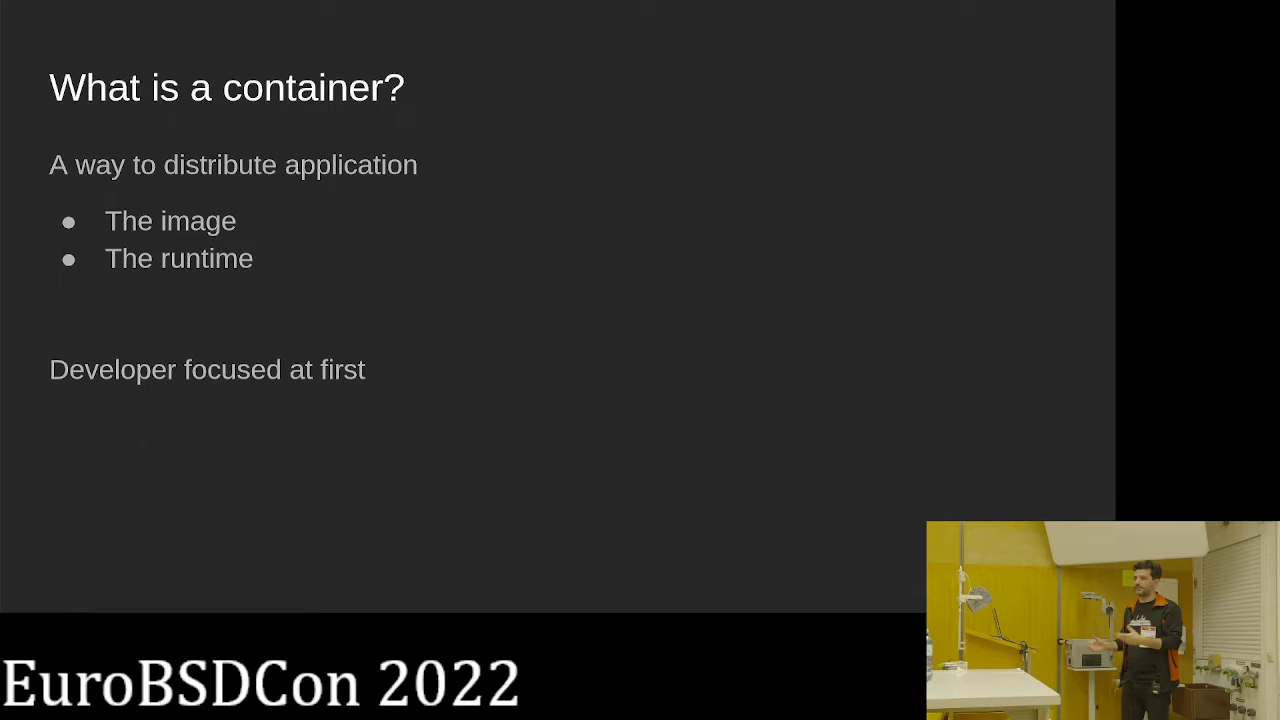 What is a container?
A way to distribute application
● The image
● The runtime
Developer focused at first
EuroBSDCon 2022